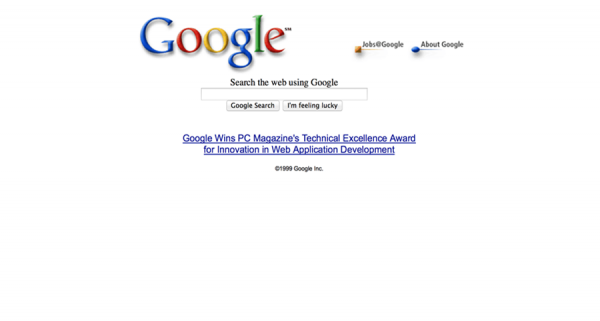 Google℠
Jobs@Google
About Google
Search the web using Google
Google Search
I'm feeling lucky
Google Wins PC Magazine's Technical Excellence Award
for Innovation in Web Application Development
©1999 Google Inc.